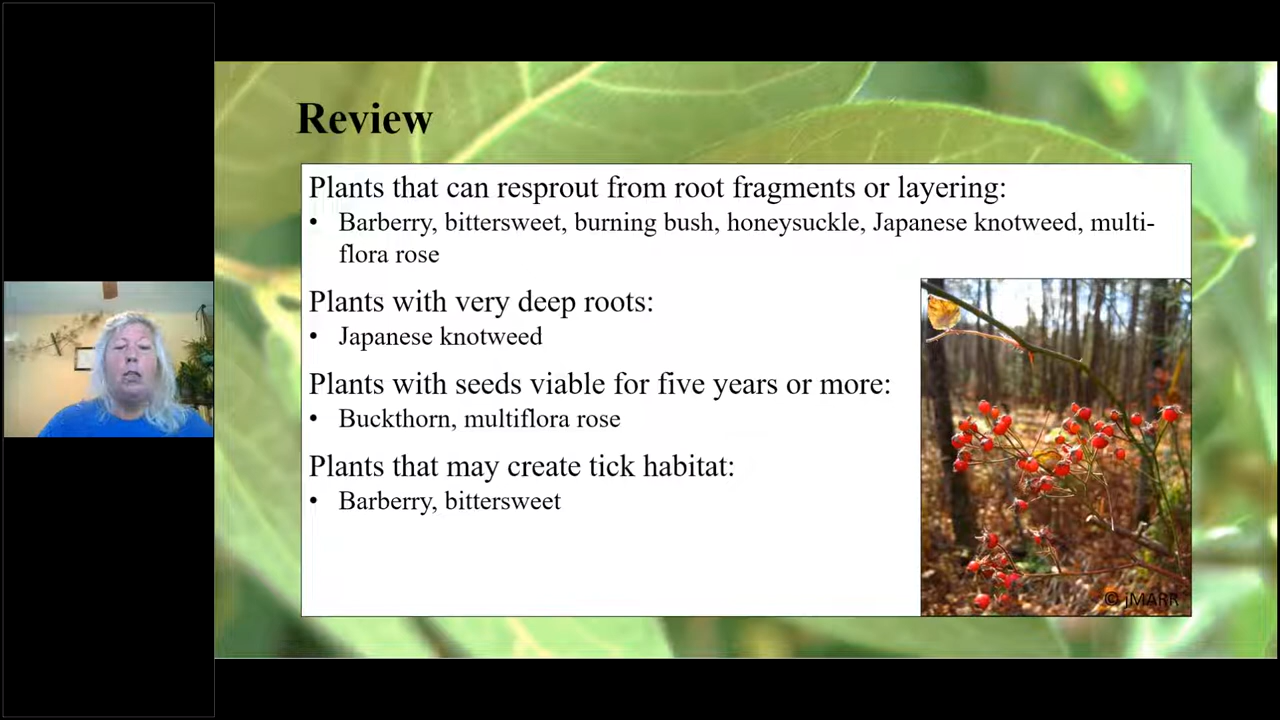 Review
Plants that can resprout from root fragments or layering:
• Barberry, bittersweet, burning bush, honeysuckle, Japanese knotweed, multi-
flora rose
Plants with very deep roots:
• Japanese knotweed
Plants with seeds viable for five years or more:
• Buckthorn, multiflora rose
Plants that may create tick habitat:
• Barberry, bittersweet
© jMARR